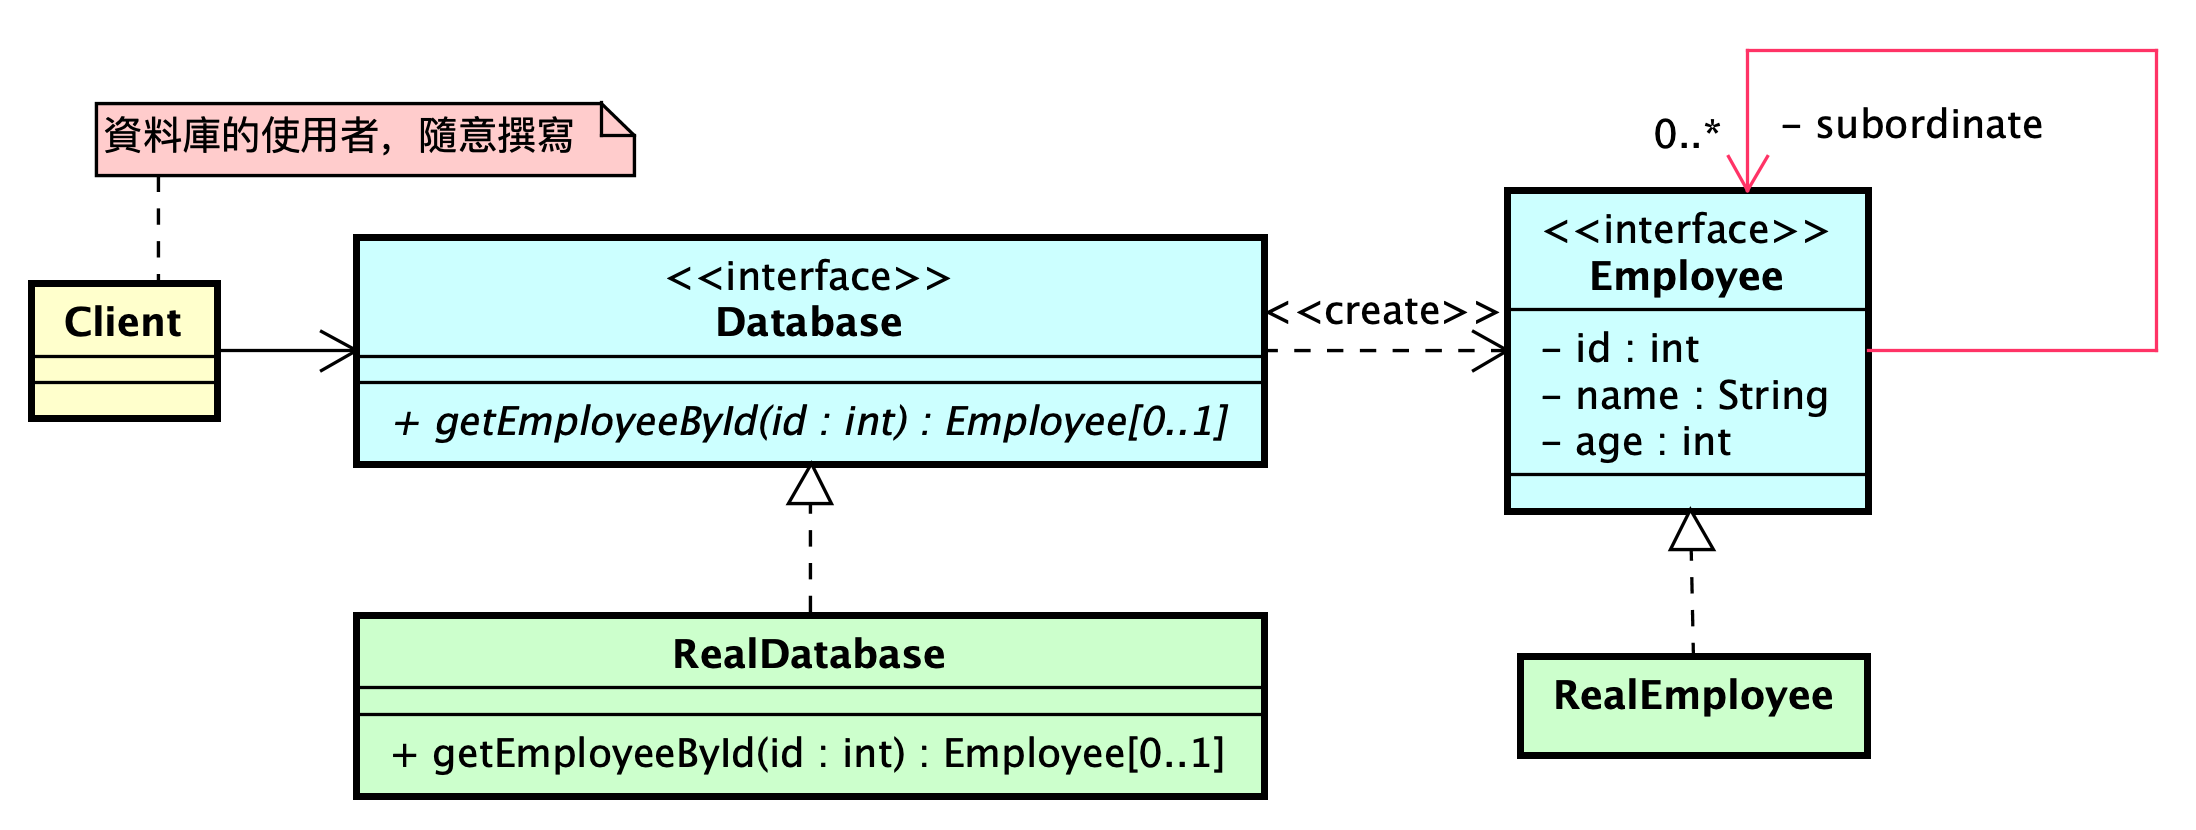 資料庫的使用者，隨意撰寫
Client
<<interface>>
Database
+ getEmployeeById(id : int) : Employee[0..1]
RealDatabase
+ getEmployeeById(id : int) : Employee[0..1]
<<create>>
0..*
- subordinate
<<interface>>
Employee
- id : int
- name : String
- age : int
RealEmployee